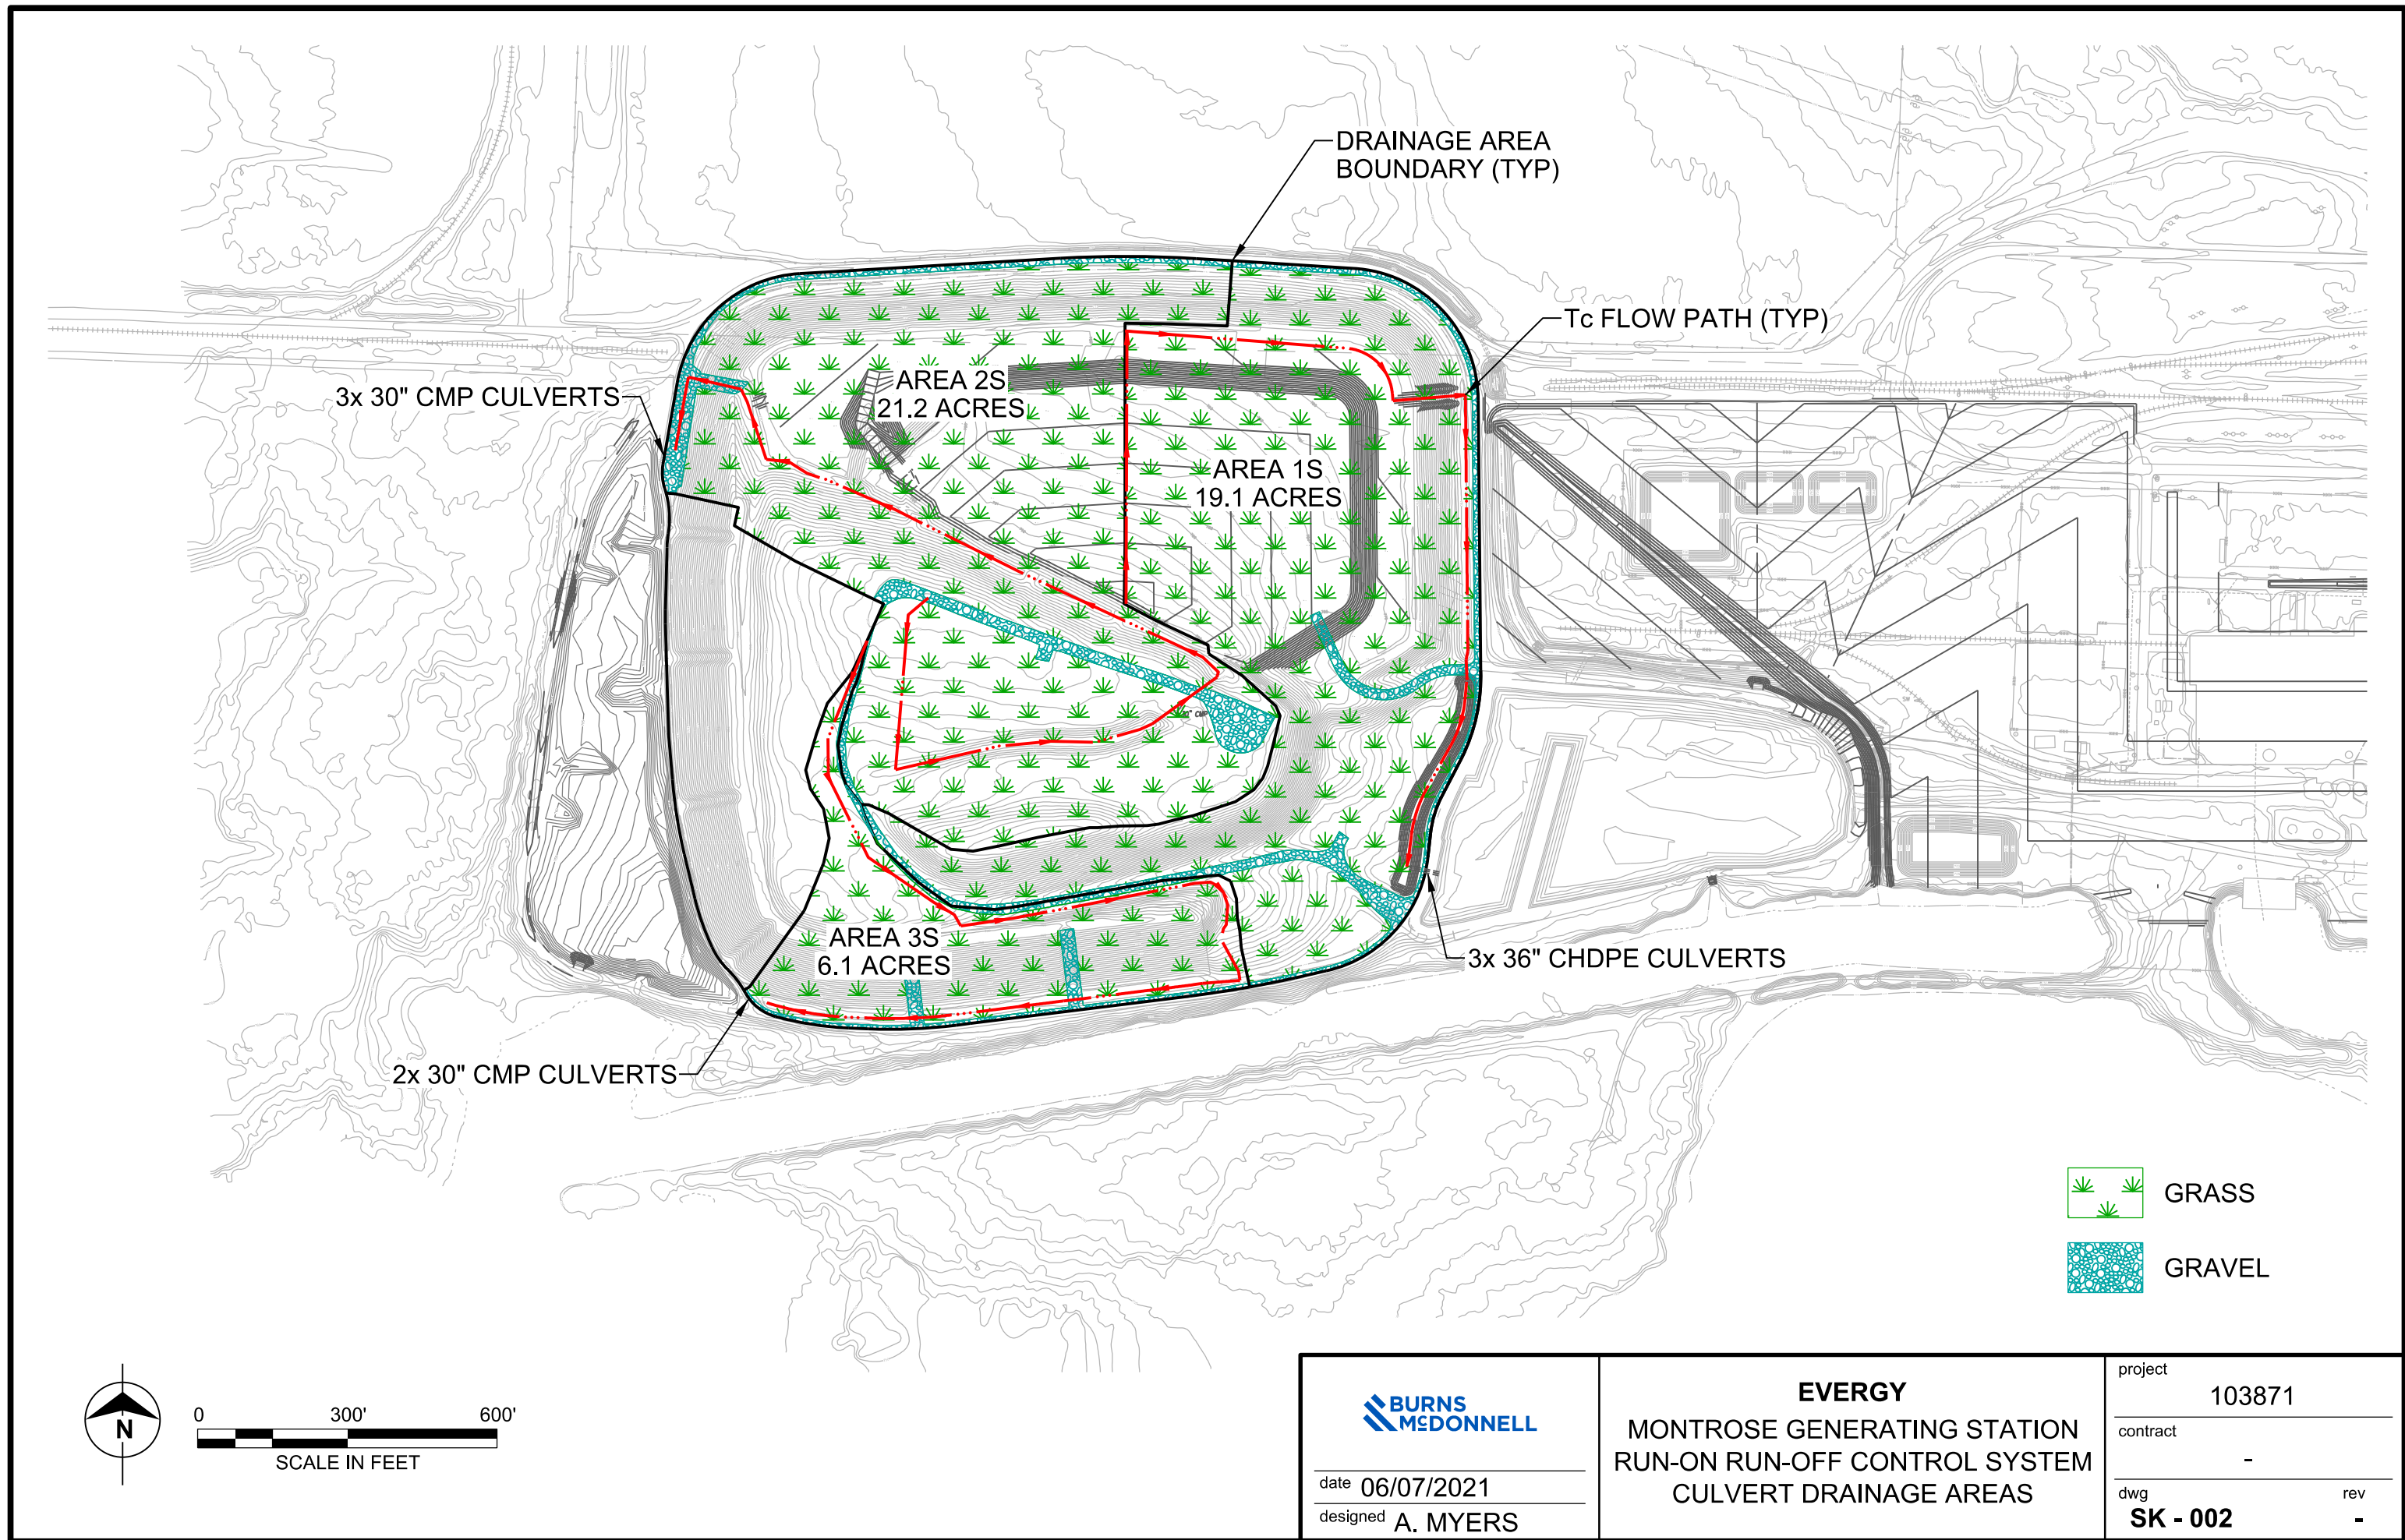 DRAINAGE AREA
BOUNDARY (TYP)
Tc FLOW PATH (TYP)
3x 30" CMP CULVERTS
AREA 2S
21.2 ACRES
AREA 1S
19.1 ACRES
AREA 3S
6.1 ACRES
3x 36" CHDPE CULVERTS
2x 30" CMP CULVERTS
GRASS
GRAVEL
N
0 300' 600'
SCALE IN FEET
BURNS
MCDONNELL
date 06/07/2021
designed A. MYERS
EVERGY
MONTROSE GENERATING STATION
RUN-ON RUN-OFF CONTROL SYSTEM
CULVERT DRAINAGE AREAS
project
103871
contract
-
dwg rev
SK - 002 -